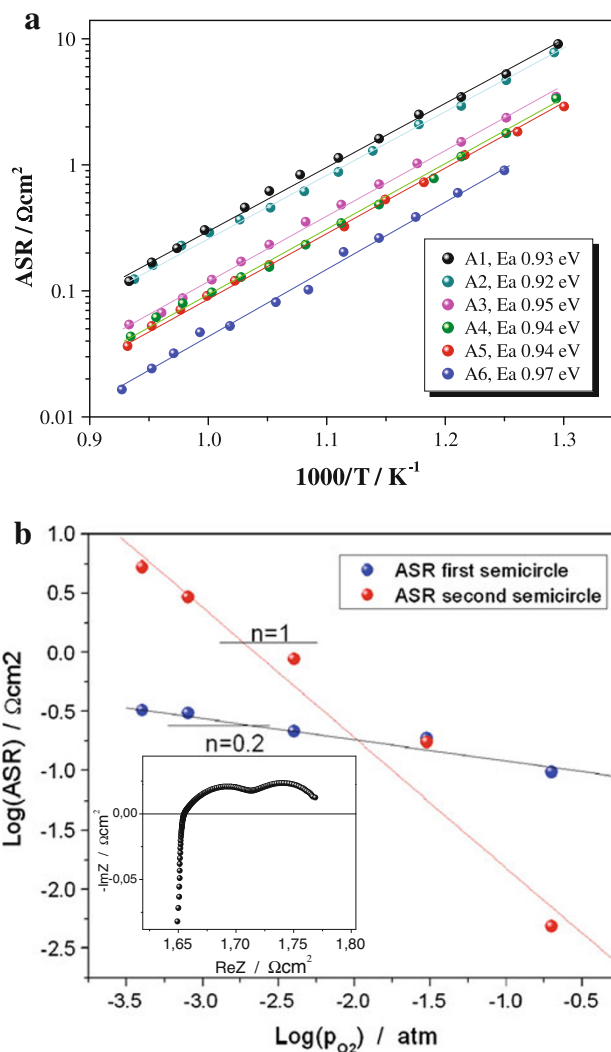 a
10
1
0.1
0.01
ASR / Ωcm²
A1, Ea 0.93 eV
A2, Ea 0.92 eV
A3, Ea 0.95 eV
A4, Ea 0.94 eV
A5, Ea 0.94 eV
A6, Ea 0.97 eV
0.9 1.0 1.1 1.2 1.3
1000/T / K⁻¹
b
1.0
0.5
0.0
-0.5
-1.0
-1.5
-2.0
-2.5
Log(ASR) / Ωcm2
ASR first semicircle
ASR second semicircle
n=1
n=0.2
0,00
-0,05
-ImZ / Ωcm²
1,65 1,70 1,75 1,80
ReZ / Ωcm²
-3.5 -3.0 -2.5 -2.0 -1.5 -1.0 -0.5
Log(p_O2) / atm